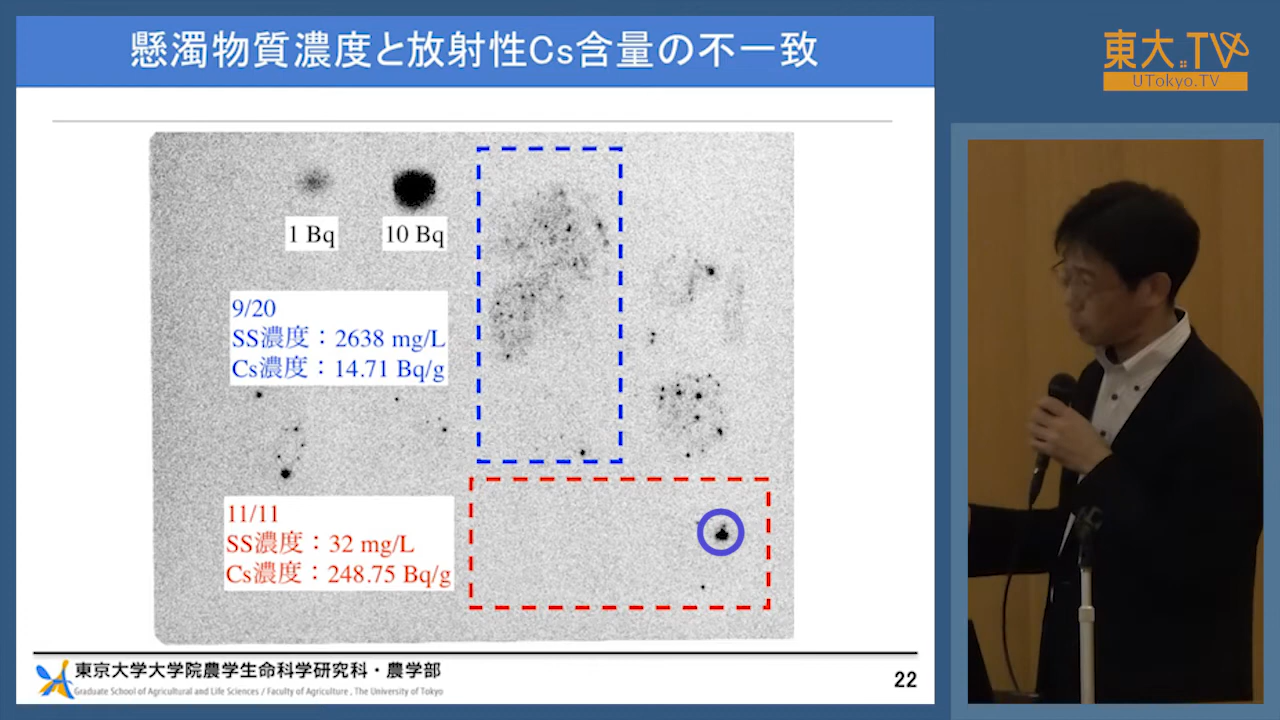 懸濁物質濃度と放射性Cs含量の不一致
東大.TV
UTokyo.TV
1 Bq
10 Bq
9/20
SS濃度：2638 mg/L
Cs濃度：14.71 Bq/g
11/11
SS濃度：32 mg/L
Cs濃度：248.75 Bq/g
東京大学大学院農学生命科学研究科・農学部
Graduate School of Agricultural and Life Sciences / Faculty of Agriculture , The University of Tokyo
22